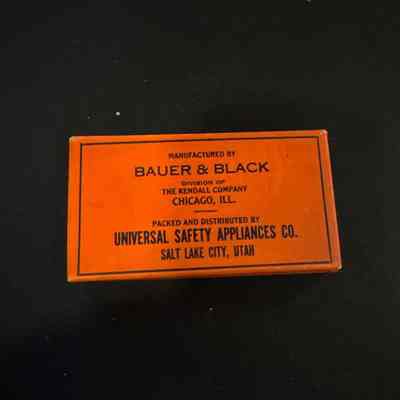 MANUFACTURED BY
BAUER & BLACK
DIVISION OF
THE KENDALL COMPANY
CHICAGO, ILL.
PACKED AND DISTRIBUTED BY
UNIVERSAL SAFETY APPLIANCES CO.
SALT LAKE CITY, UTAH